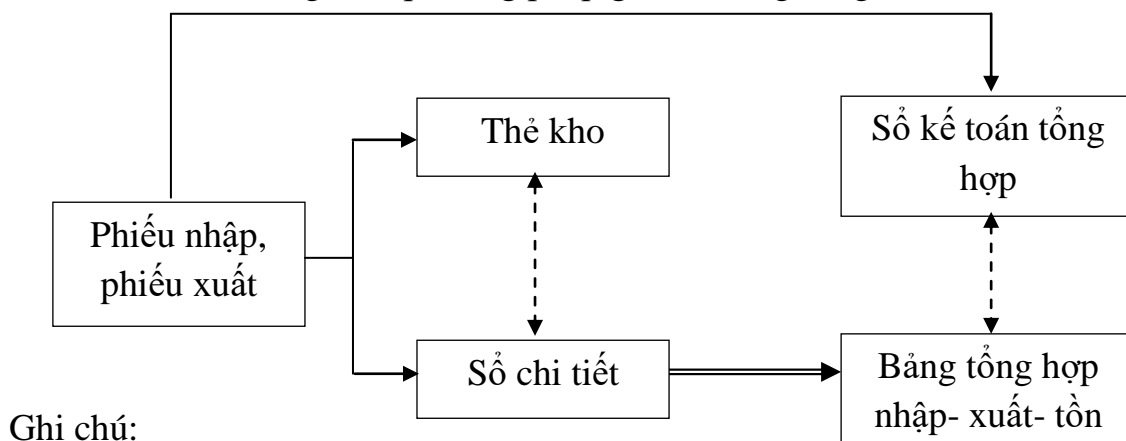 Thẻ kho
Sổ kế toán tổng
hợp
Phiếu nhập,
phiếu xuất
Sổ chi tiết
Bảng tổng hợp
nhập- xuất- tồn
Ghi chú: